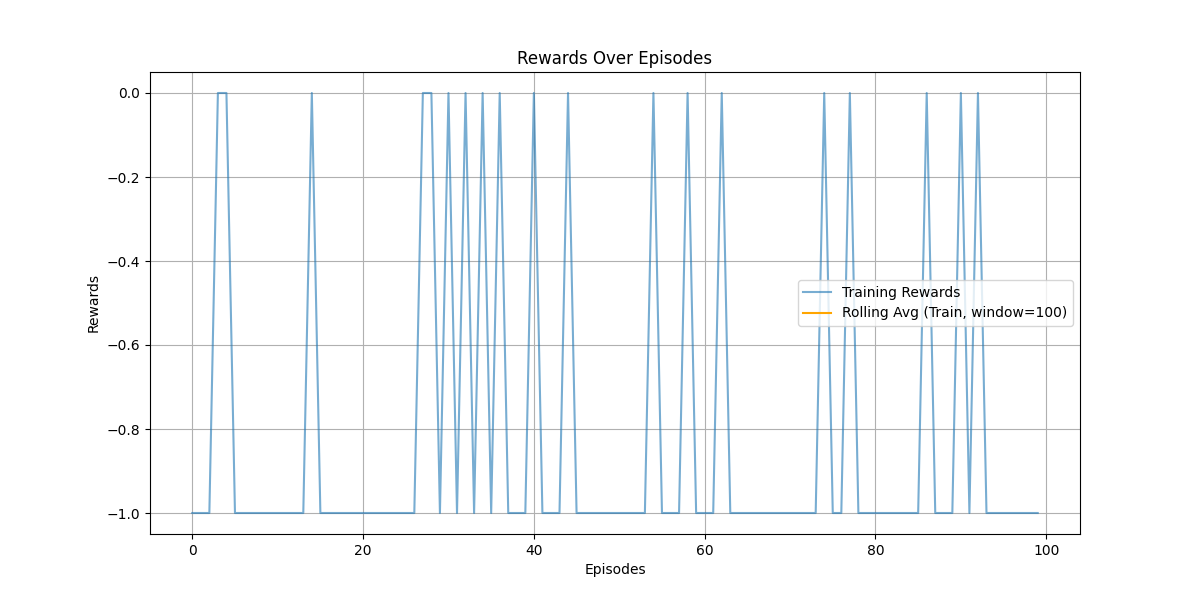 Rewards Over Episodes
0.0
−0.2
−0.4
−0.6
−0.8
−1.0
Rewards
Training Rewards
Rolling Avg (Train, window=100)
0 20 40 60 80 100
Episodes